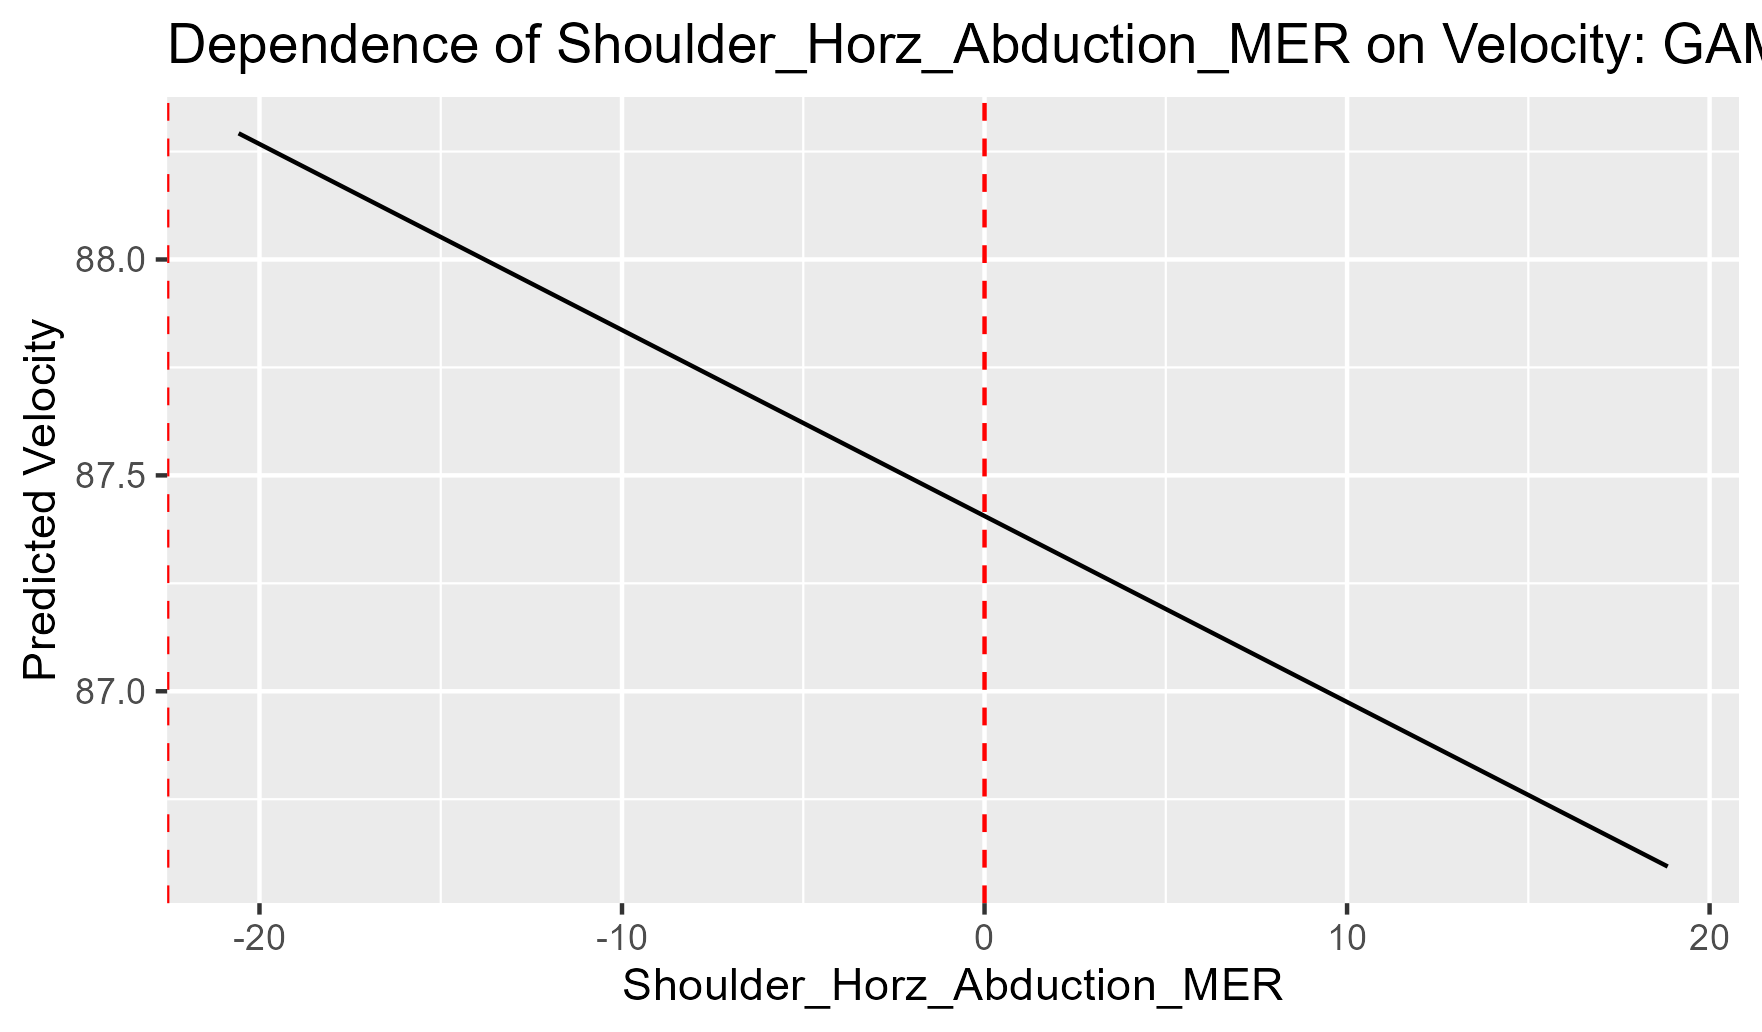 Dependence of Shoulder_Horz_Abduction_MER on Velocity: GAM
Predicted Velocity
88.0
87.5
87.0
-20 -10 0 10 20
Shoulder_Horz_Abduction_MER